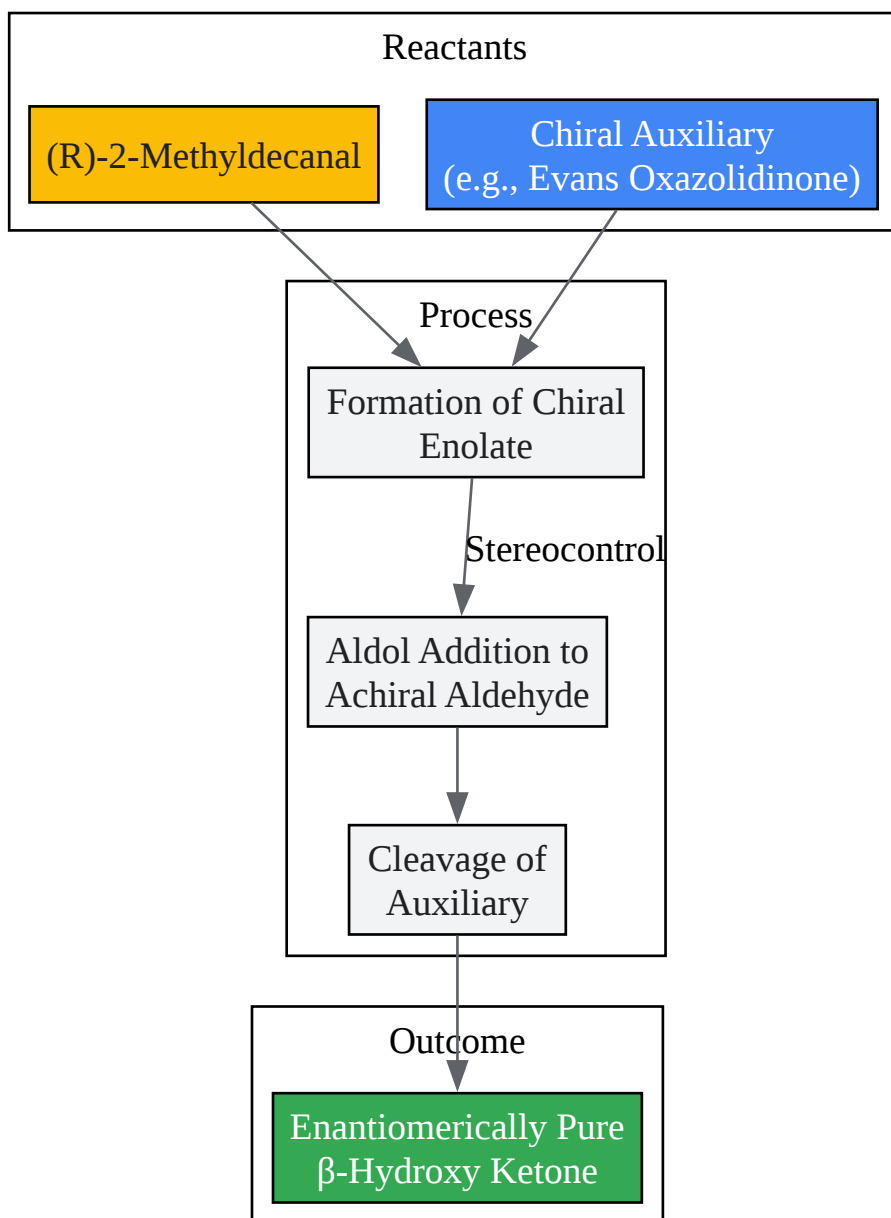 Reactants
(R)-2-Methyldecanal
Chiral Auxiliary
(e.g., Evans Oxazolidinone)
Process
Formation of Chiral
Enolate
Stereocontrol
Aldol Addition to
Achiral Aldehyde
Cleavage of
Auxiliary
Outcome
Enantiomerically Pure
β-Hydroxy Ketone